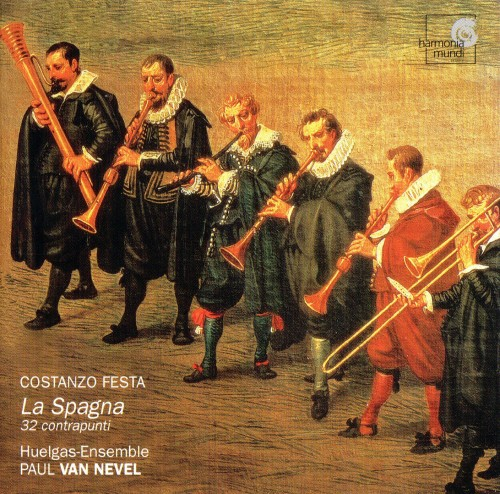 harmonia
mundi
COSTANZO FESTA
La Spagna
32 contrapunti
Huelgas-Ensemble
PAUL VAN NEVEL